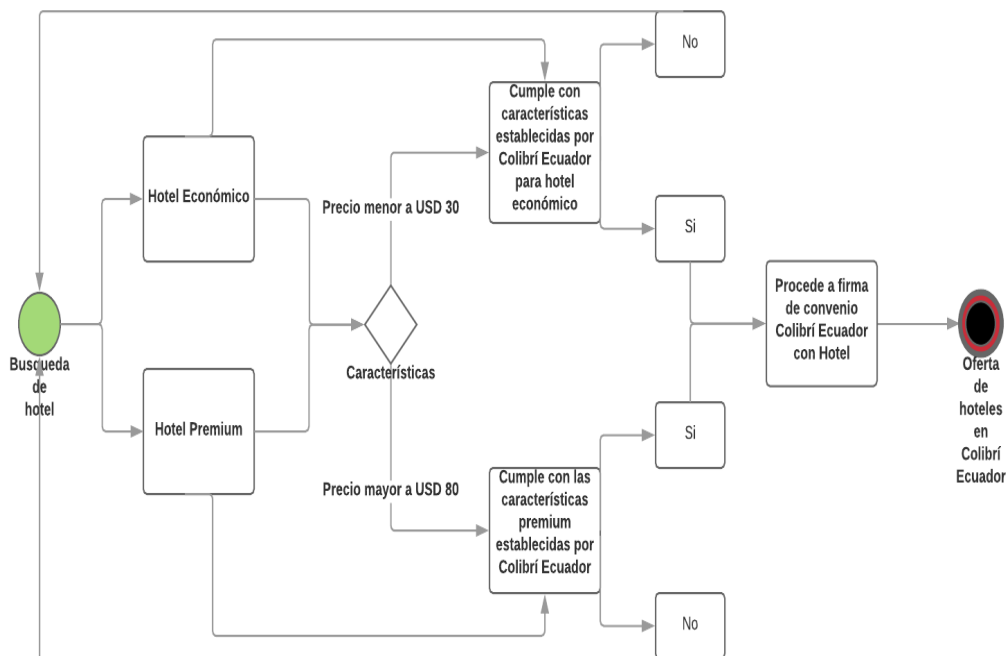 No
Cumple con
características
establecidas por
Colibrí Ecuador
para hotel
económico
Hotel Económico
Precio menor a USD 30
Si
Procede a firma
de convenio
Colibrí Ecuador
con Hotel
Busqueda
de
hotel
Características
Oferta
de
hoteles
en
Colibrí
Ecuador
Hotel Premium
Si
Precio mayor a USD 80
Cumple con las
características
premium
establecidas por
Colibrí Ecuador
No